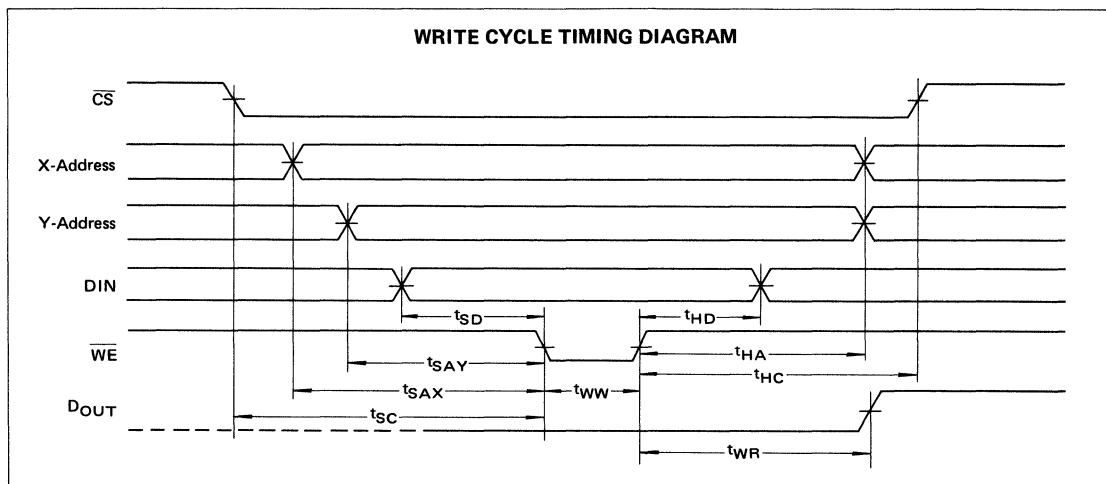 WRITE CYCLE TIMING DIAGRAM
CS
X-Address
Y-Address
DIN
tSD
tHD
WE
tSAY
tHA
tSAX
tWW
tHC
DOUT
tSC
tWR